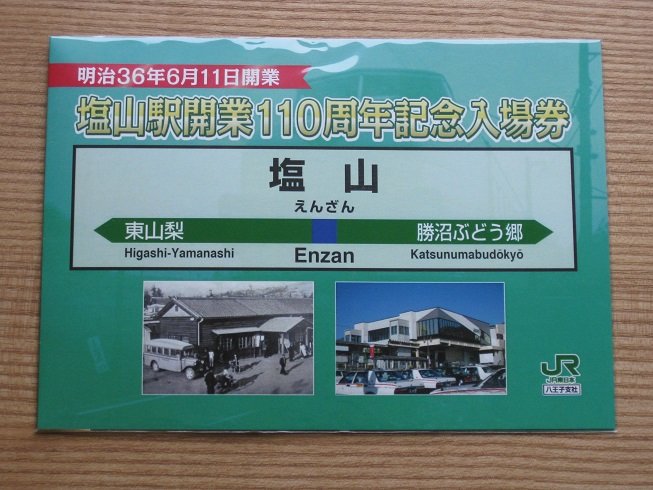 明治36年6月11日開業
塩山駅開業110周年記念入場券
塩山
えんざん
東山梨
勝沼ぶどう郷
Higashi-Yamanashi
Enzan
Katsunumabudōkyō
JR
JR東日本
八王子支社